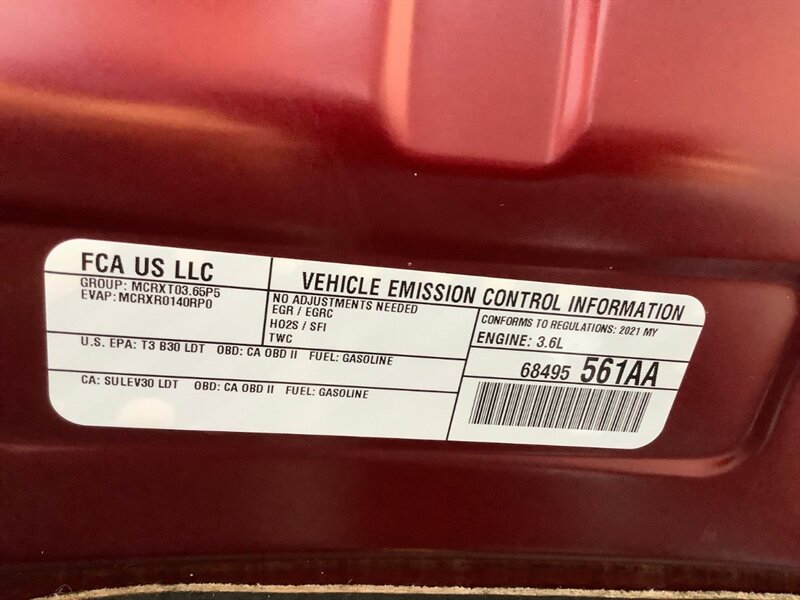 FCA US LLC
GROUP: MCRXT03.65P5
EVAP: MCRXR0140RP0
VEHICLE EMISSION CONTROL INFORMATION
NO ADJUSTMENTS NEEDED
EGR / EGRC
HO2S / SFI
TWC
CONFORMS TO REGULATIONS: 2021 MY
ENGINE: 3.6L
U.S. EPA: T3 B30 LDT OBD: CA OBD II FUEL: GASOLINE
CA: SULEV30 LDT OBD: CA OBD II FUEL: GASOLINE
68495 561AA